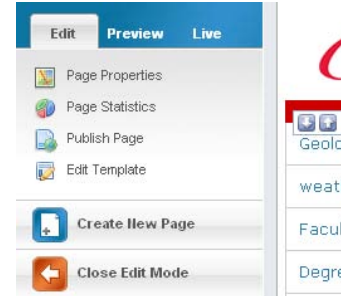 Edit Preview Live
Page Properties
Page Statistics
Publish Page
Edit Template
Create New Page
Close Edit Mode
Geolo
weat
Facul
Degre